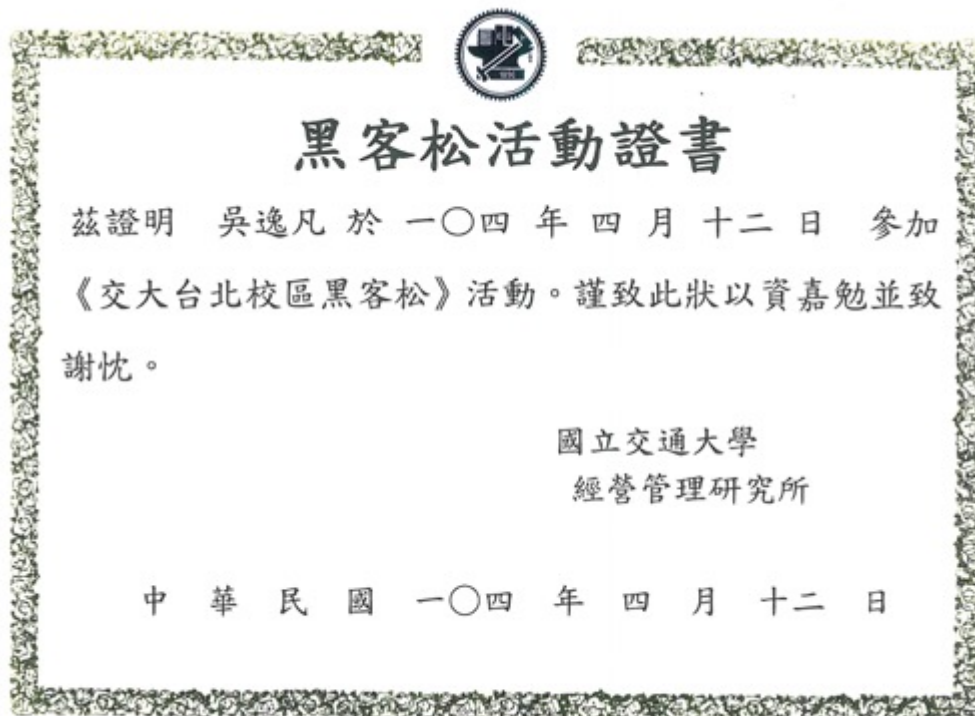 黑客松活動證書
茲證明 吳逸凡 於 一〇四 年 四 月 十二 日 參加
《交大台北校區黑客松》活動。謹致此狀以資嘉勉並致
謝忱。
國立交通大學
經營管理研究所
中 華 民 國 一〇四 年 四 月 十二 日